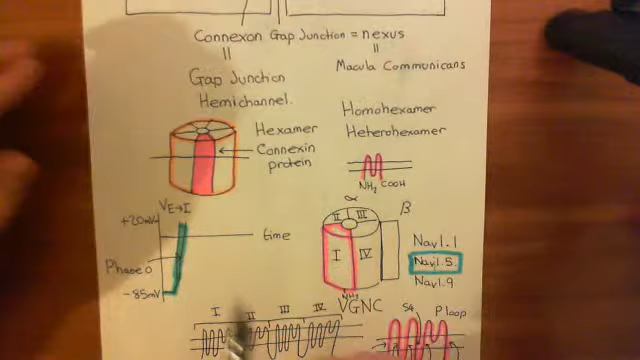 Connexon Gap Junction = nexus
=
=
Macula Communicans
Gap Junction
Hemichannel.
Homohexamer
Heterohexamer
Hexamer
Connexin
protein
NH2 COOH
VE→I
+20mV
time
Phase 0
-85mV
α
β
II III
I IV
NH2
VGNC
Nav1.1
Nav1.5.
Nav1.9
I II III IV
S4 P loop